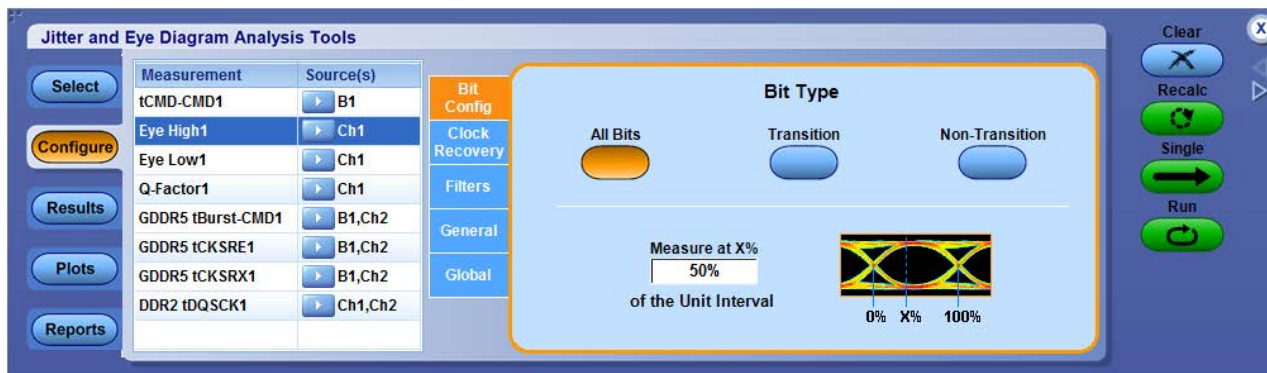 Jitter and Eye Diagram Analysis Tools
Select
Configure
Results
Plots
Reports
Measurement Source(s)
tCMD-CMD1 B1
Eye High1 Ch1
Eye Low1 Ch1
Q-Factor1 Ch1
GDDR5 tBurst-CMD1 B1,Ch2
GDDR5 tCKSRE1 B1,Ch2
GDDR5 tCKSRX1 B1,Ch2
DDR2 tDQSCK1 Ch1,Ch2
Bit
Config
Clock
Recovery
Filters
General
Global
Bit Type
All Bits Transition Non-Transition
Measure at X%
50%
of the Unit Interval
0% X% 100%
Clear
X
Recalc
Single
Run